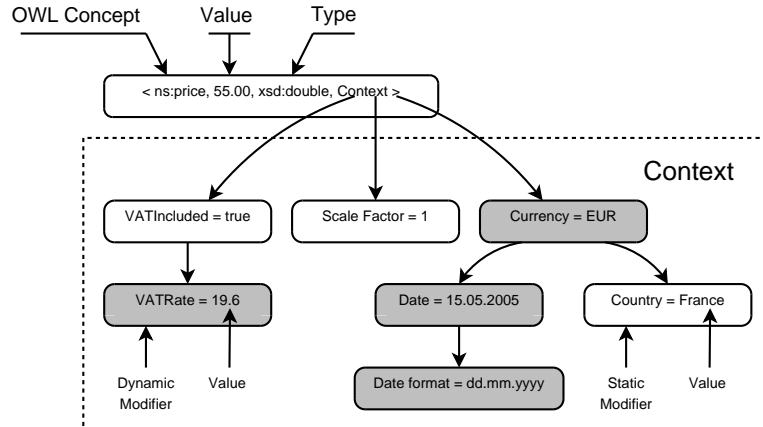 OWL Concept Value Type
< ns:price, 55.00, xsd:double, Context >
Context
VATIncluded = true Scale Factor = 1 Currency = EUR
VATRate = 19.6 Date = 15.05.2005 Country = France
Dynamic Modifier Value Date format = dd.mm.yyyy Static Modifier Value